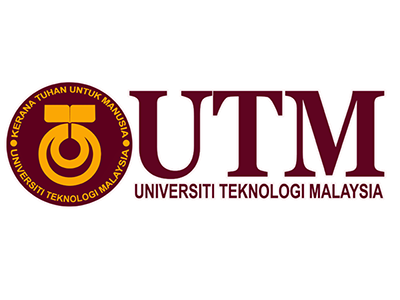 KERANA TUHAN UNTUK MANUSIA
UNIVERSITI TEKNOLOGI MALAYSIA
UTM
UNIVERSITI TEKNOLOGI MALAYSIA